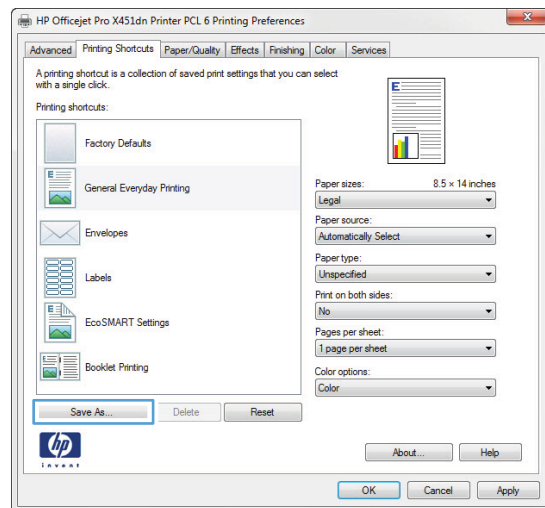 HP Officejet Pro X451dn Printer PCL 6 Printing Preferences
Advanced Printing Shortcuts Paper/Quality Effects Finishing Color Services
A printing shortcut is a collection of saved print settings that you can select
with a single click.
Printing shortcuts:
Factory Defaults
General Everyday Printing
Envelopes
Labels
EcoSMART Settings
Booklet Printing
Save As... Delete Reset
E
Paper sizes: 8.5 × 14 inches
Legal
Paper source:
Automatically Select
Paper type:
Unspecified
Print on both sides:
No
Pages per sheet:
1 page per sheet
Color options:
Color
hp
invent
About... Help
OK Cancel Apply